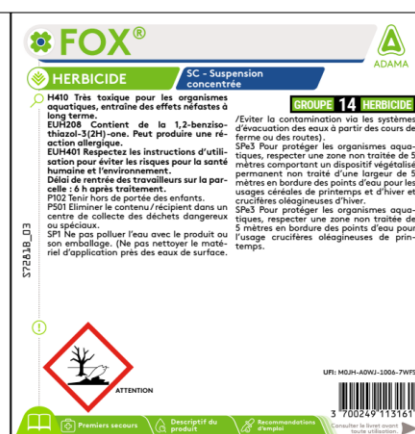 FOX®
ADAMA
HERBICIDE
SC - Suspension
concentrée
H410 Très toxique pour les organismes
aquatiques, entraîne des effets néfastes à
long terme.
EUH208 Contient de la 1,2-benziso-
thiazol-3(2H)-one. Peut produire une ré-
action allergique.
EUH401 Respectez les instructions d'utili-
sation pour éviter les risques pour la santé
humaine et l'environnement.
Délai de rentrée des travailleurs sur la par-
celle : 6 h après traitement.
P102 Tenir hors de portée des enfants.
P501 Eliminer le contenu/récipient dans un
centre de collecte des déchets dangereux
ou spéciaux.
SP1 Ne pas polluer l'eau avec le produit ou
son emballage. (Ne pas nettoyer le maté-
riel d'application près des eaux de surface.
GROUPE 14 HERBICIDE
/Eviter la contamination via les systèmes
d'évacuation des eaux à partir des cours de
ferme ou des routes).
SPe3 Pour protéger les organismes aqua-
tiques, respecter une zone non traitée de 5
mètres comportant un dispositif végétalisé
permanent non traité d'une largeur de 5
mètres en bordure des points d'eau pour les
usages céréales de printemps et d'hiver et
crucifères oléagineuses d'hiver.
SPe3 Pour protéger les organismes aqua-
tiques, respecter une zone non traitée de
5 mètres en bordure des points d'eau pour
l'usage crucifères oléagineuses de prin-
temps.
ATTENTION
UFI: M0JH-A0WJ-1006-7WFS
3 700249 113161
Premiers secours
Descriptif du
produit
Recommandations
d'emploi
Consulter le livret avant
toute utilisation.